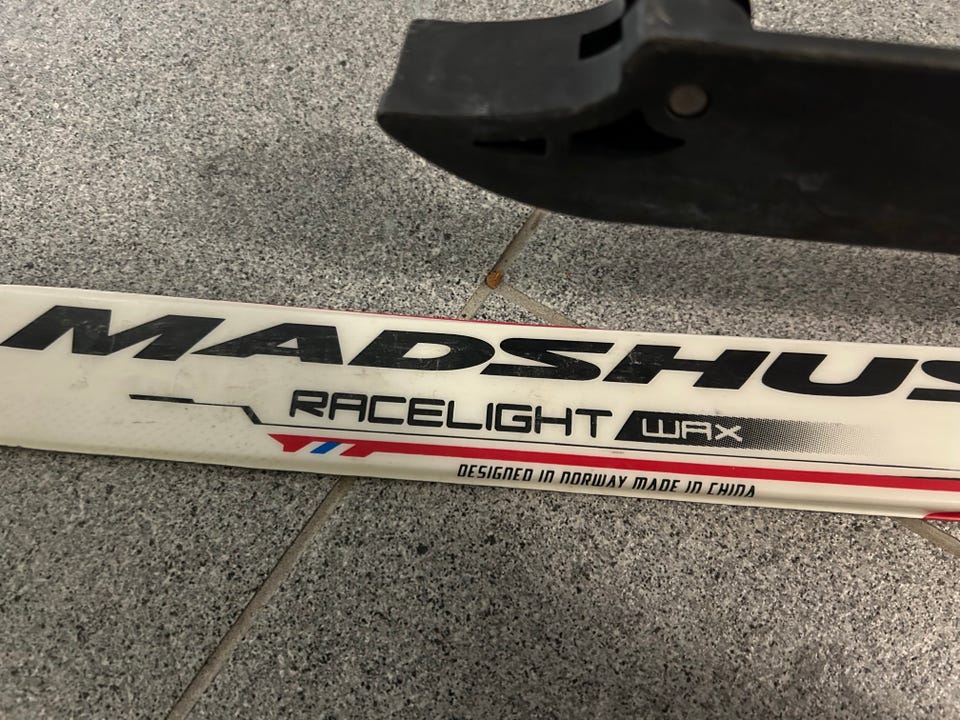 MADSHUS
RACELIGHT WAX
DESIGNED IN NORWAY MADE IN CHINA